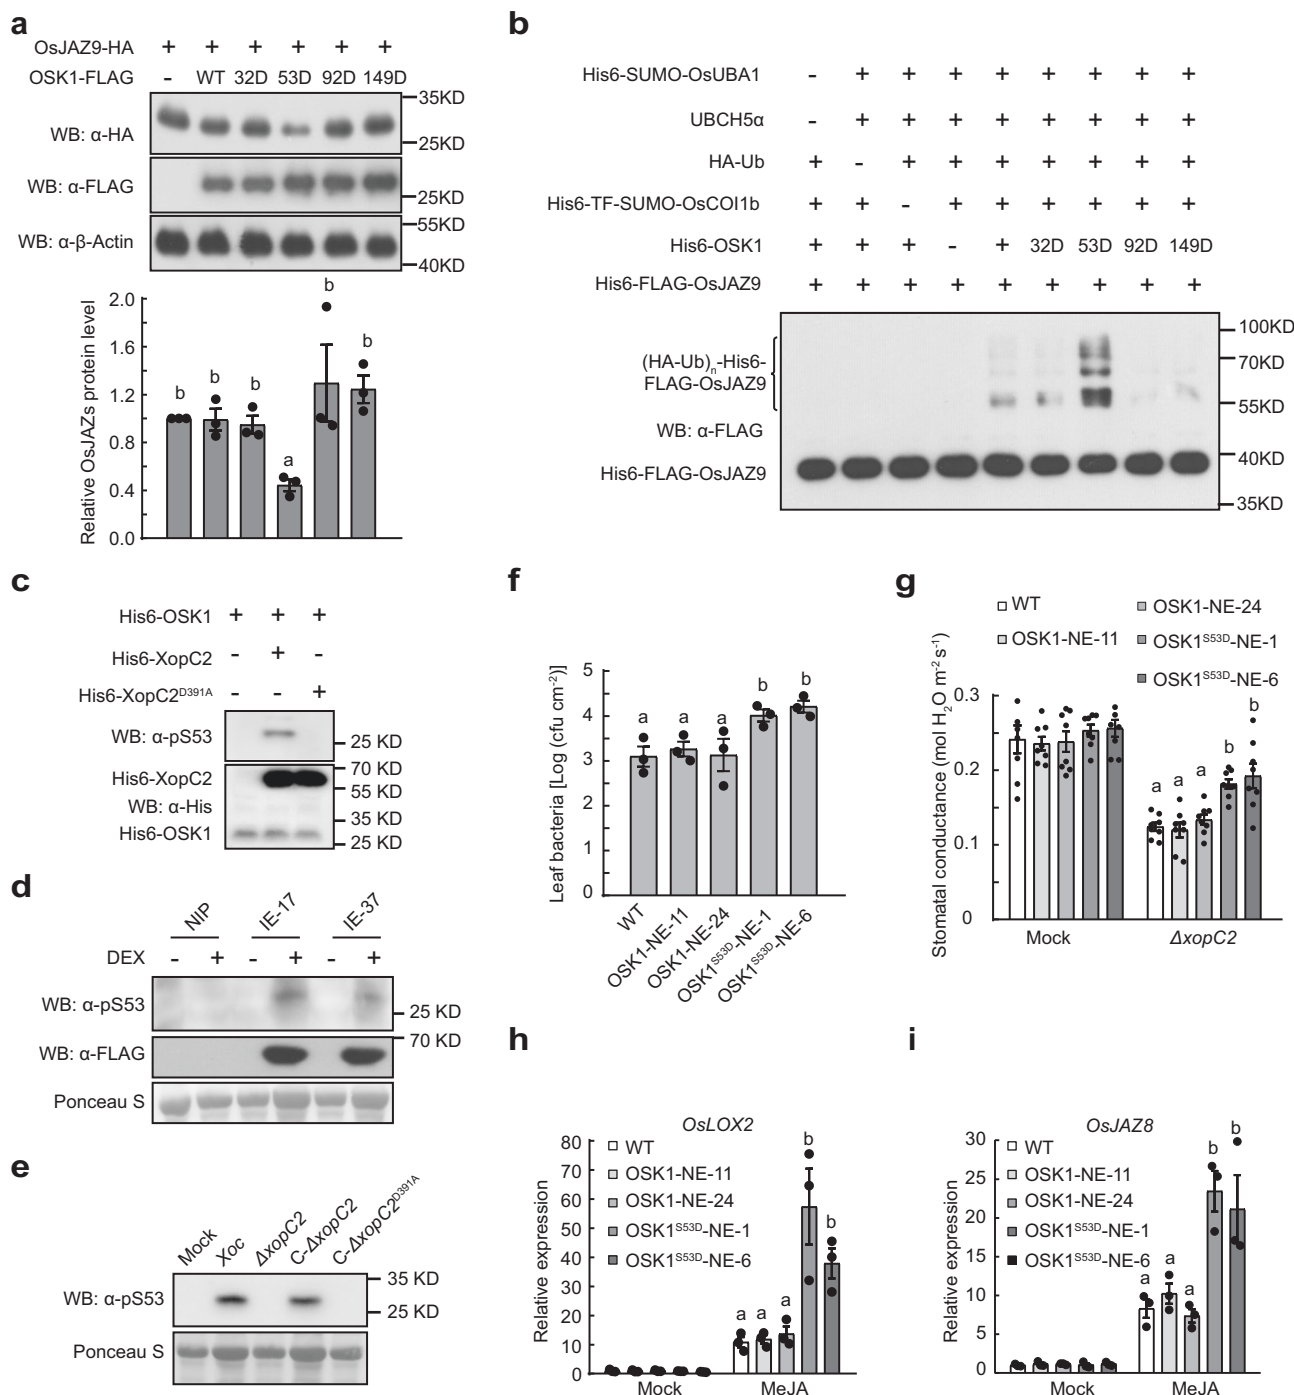 a
OsJAZ9-HA + + + + + +
OSK1-FLAG - WT 32D 53D 92D 149D
WB: α-HA
35KD
25KD
WB: α-FLAG
25KD
WB: α-β-Actin
55KD
40KD
Relative OsJAZs protein level
2.0
1.6
1.2
0.8
0.4
0.0
b b b a b b
b
His6-SUMO-OsUBA1 - + + + + + + + +
UBCH5α - + + + + + + + +
HA-Ub + - + + + + + + +
His6-TF-SUMO-OsCOI1b + + - + + + + + +
His6-OSK1 + + + - + 32D 53D 92D 149D
His6-FLAG-OsJAZ9 + + + + + + + + +
(HA-Ub)n-His6-
FLAG-OsJAZ9
WB: α-FLAG
His6-FLAG-OsJAZ9
100KD
70KD
55KD
40KD
35KD
c
His6-OSK1 + + +
His6-XopC2 - + -
His6-XopC2D391A - - +
WB: α-pS53
25 KD
His6-XopC2
WB: α-His
His6-OSK1
70 KD
55 KD
35 KD
25 KD
d
NIP IE-17 IE-37
DEX - + - + - +
WB: α-pS53
25 KD
WB: α-FLAG
70 KD
Ponceau S
e
Mock Xoc ΔxopC2 C-ΔxopC2 C-ΔxopC2D391A
WB: α-pS53
35 KD
25 KD
Ponceau S
f
Leaf bacteria [Log (cfu cm-2)]
5
4
3
2
1
0
a a a b b
WT OSK1-NE-11 OSK1-NE-24 OSK1S53D-NE-1 OSK1S53D-NE-6
g
WT
OSK1-NE-11
OSK1-NE-24
OSK1S53D-NE-1
OSK1S53D-NE-6
Stomatal conductance (mol H2O m-2 s-1)
0.3
0.2
0.1
0
a a a b b
Mock ΔxopC2
h
OsLOX2
WT
OSK1-NE-11
OSK1-NE-24
OSK1S53D-NE-1
OSK1S53D-NE-6
Relative expression
80
70
60
50
40
30
20
10
0
a a a b b
Mock MeJA
i
OsJAZ8
WT
OSK1-NE-11
OSK1-NE-24
OSK1S53D-NE-1
OSK1S53D-NE-6
Relative expression
30
25
20
15
10
5
0
a a a b b
Mock MeJA